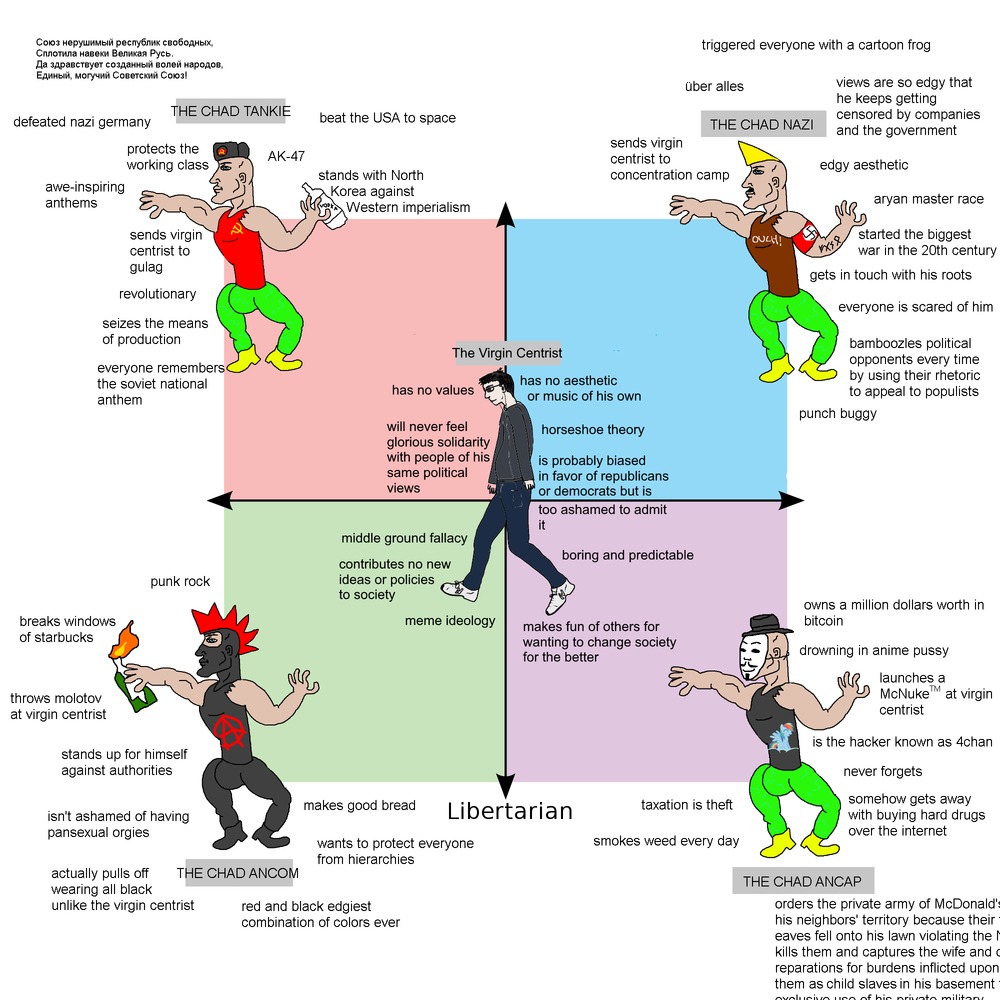 Союз нерушимый республик свободных,
Сплотила навеки Великая Русь.
Да здравствует созданный волей народов,
Единый, могучий Советский Союз!
THE CHAD TANKIE
defeated nazi germany
beat the USA to space
protects the
working class
AK-47
awe-inspiring
anthems
stands with North
Korea against
Western imperialism
sends virgin
centrist to
gulag
revolutionary
seizes the means
of production
everyone remembers
the soviet national
anthem
triggered everyone with a cartoon frog
über alles
views are so edgy that
he keeps getting
censored by companies
and the government
THE CHAD NAZI
sends virgin
centrist to
concentration camp
edgy aesthetic
aryan master race
OUCH!
started the biggest
war in the 20th century
gets in touch with his roots
everyone is scared of him
bamboozles political
opponents every time
by using their rhetoric
to appeal to populists
punch buggy
The Virgin Centrist
has no values
has no aesthetic
or music of his own
will never feel
glorious solidarity
with people of his
same political
views
horseshoe theory
is probably biased
in favor of republicans
or democrats but is
too ashamed to admit
it
middle ground fallacy
boring and predictable
contributes no new
ideas or policies
to society
meme ideology
makes fun of others for
wanting to change society
for the better
punk rock
breaks windows
of starbucks
throws molotov
at virgin centrist
stands up for himself
against authorities
isn't ashamed of having
pansexual orgies
makes good bread
wants to protect everyone
from hierarchies
THE CHAD ANCOM
actually pulls off
wearing all black
unlike the virgin centrist
red and black edgiest
combination of colors ever
Libertarian
owns a million dollars worth in
bitcoin
drowning in anime pussy
launches a
McNuke™ at virgin
centrist
is the hacker known as 4chan
never forgets
taxation is theft
somehow gets away
with buying hard drugs
over the internet
smokes weed every day
THE CHAD ANCAP
orders the private army of McDonald's
his neighbors' territory because their
eaves fell onto his lawn violating the
kills them and captures the wife and
reparations for burdens inflicted upon
them as child slaves in his basement
exclusive use of his private military